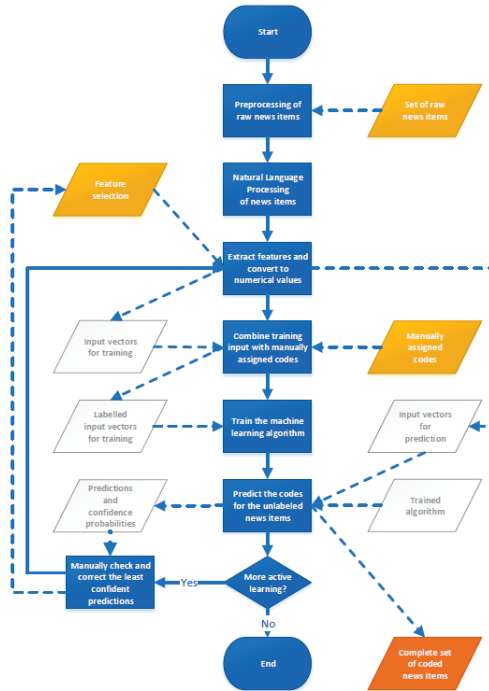 Start
Preprocessing of
raw news items
Set of raw
news items
Feature
selection
Natural Language
Processing
of news items
Extract features and
convert to
numerical values
Input vectors
for training
Combine training
input with manually
assigned codes
Manually
assigned
codes
Labelled
input vectors
for training
Train the machine
learning algorithm
Input vectors
for
prediction
Predictions
and
confidence
probabilities
Predict the codes
for the unlabeled
news items
Trained
algorithm
Manually check and
correct the least
confident
predictions
Yes
More active
learning?
No
End
Complete set
of coded
news items